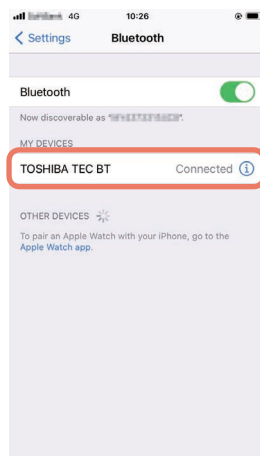 4G 10:26
Settings Bluetooth
Bluetooth
Now discoverable as "
MY DEVICES
TOSHIBA TEC BT Connected i
OTHER DEVICES
To pair an Apple Watch with your iPhone, go to the
Apple Watch app.